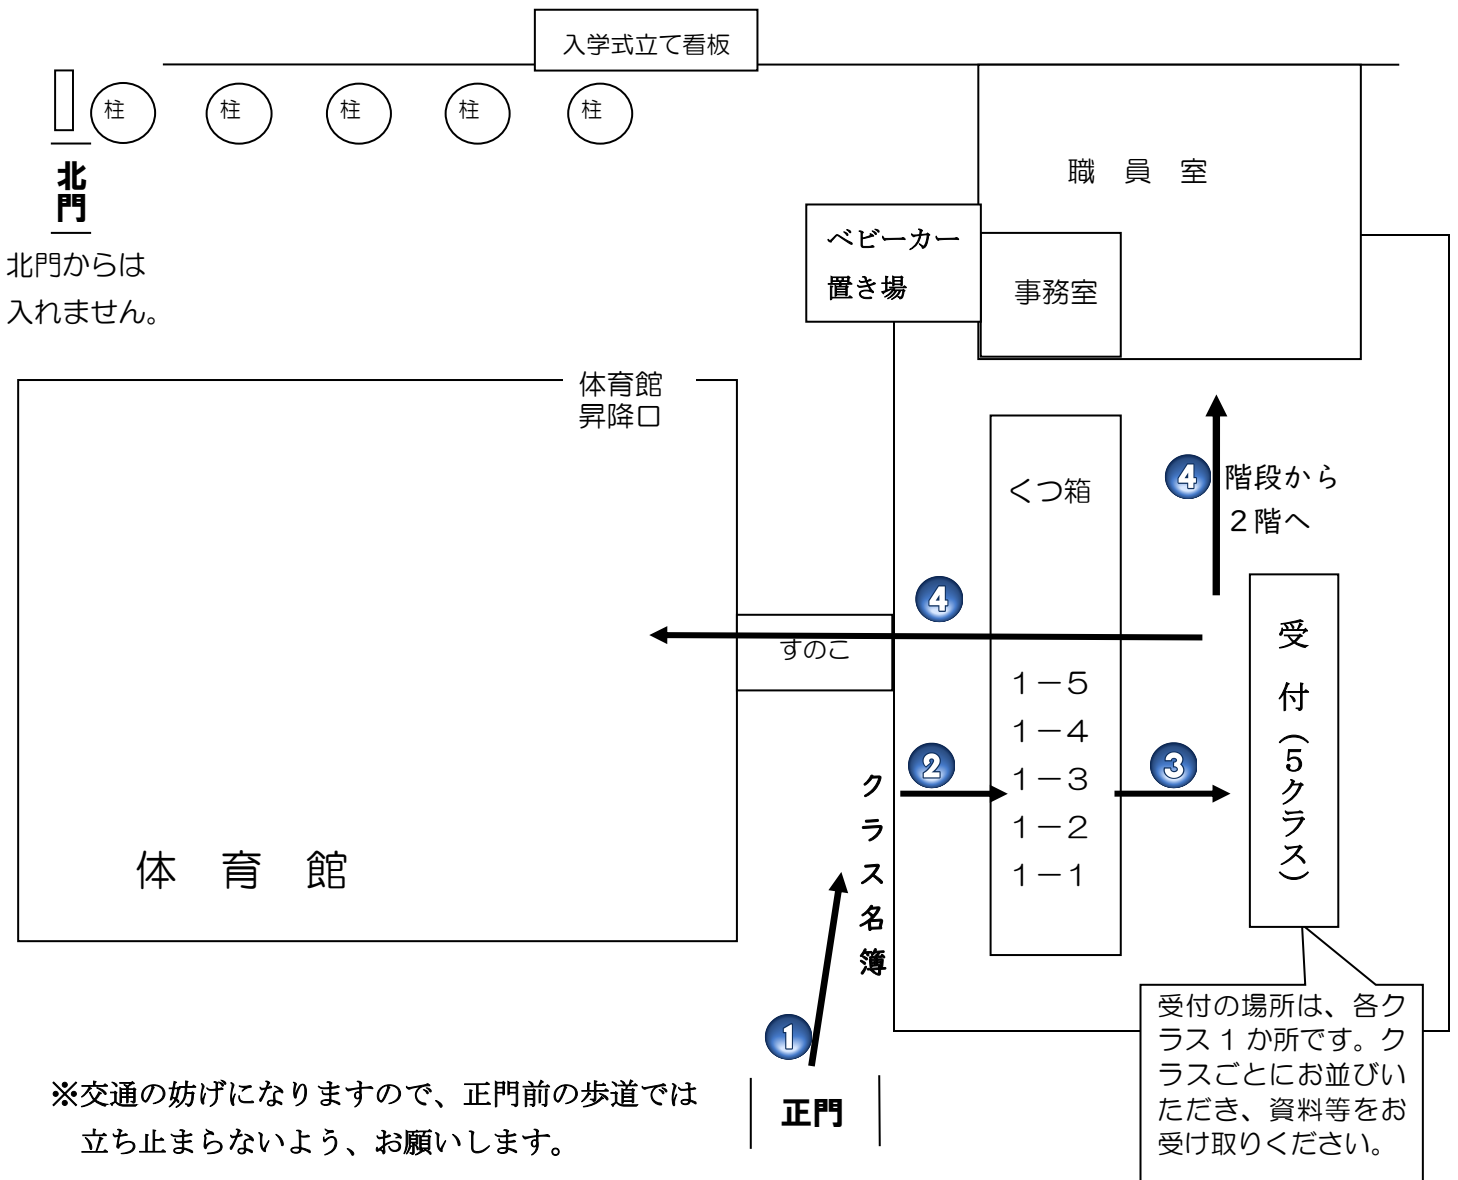 入学式立て看板
柱 柱 柱 柱 柱
北門
職 員 室
ベビーカー
置き場
事務室
北門からは
入れません。
体育館
昇降口
くつ箱
4
階段から
２階へ
4
すのこ
受 付（５クラス）
１－５
１－４
１－３
１－２
１－１
2
3
クラス名簿
体 育 館
1
正門
受付の場所は、各ク
ラス 1 か所です。ク
ラスごとにお並びい
ただき、資料等をお
受け取りください。
※交通の妨げになりますので、正門前の歩道では
立ち止まらないよう、お願いします。